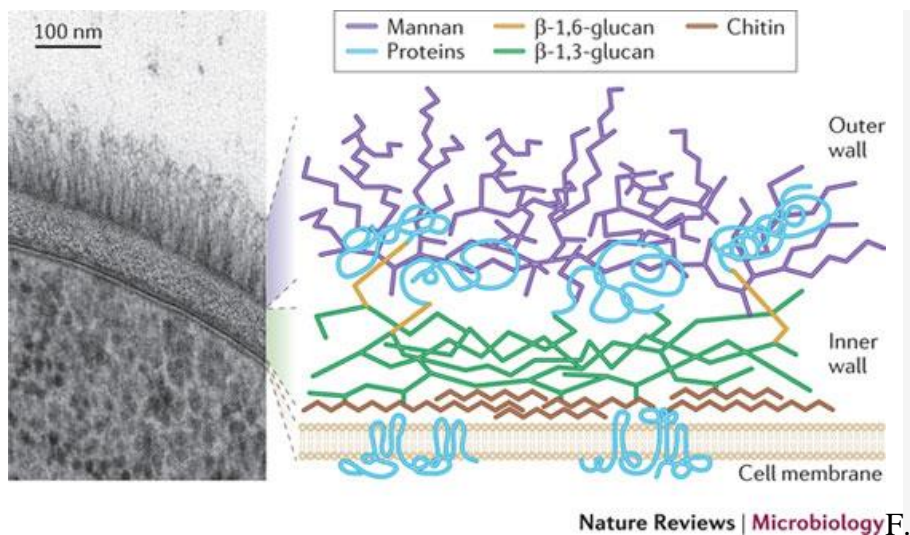 100 nm
Mannan β-1,6-glucan Chitin
Proteins β-1,3-glucan
Outer
wall
Inner
wall
Cell membrane
Nature Reviews | Microbiology F.